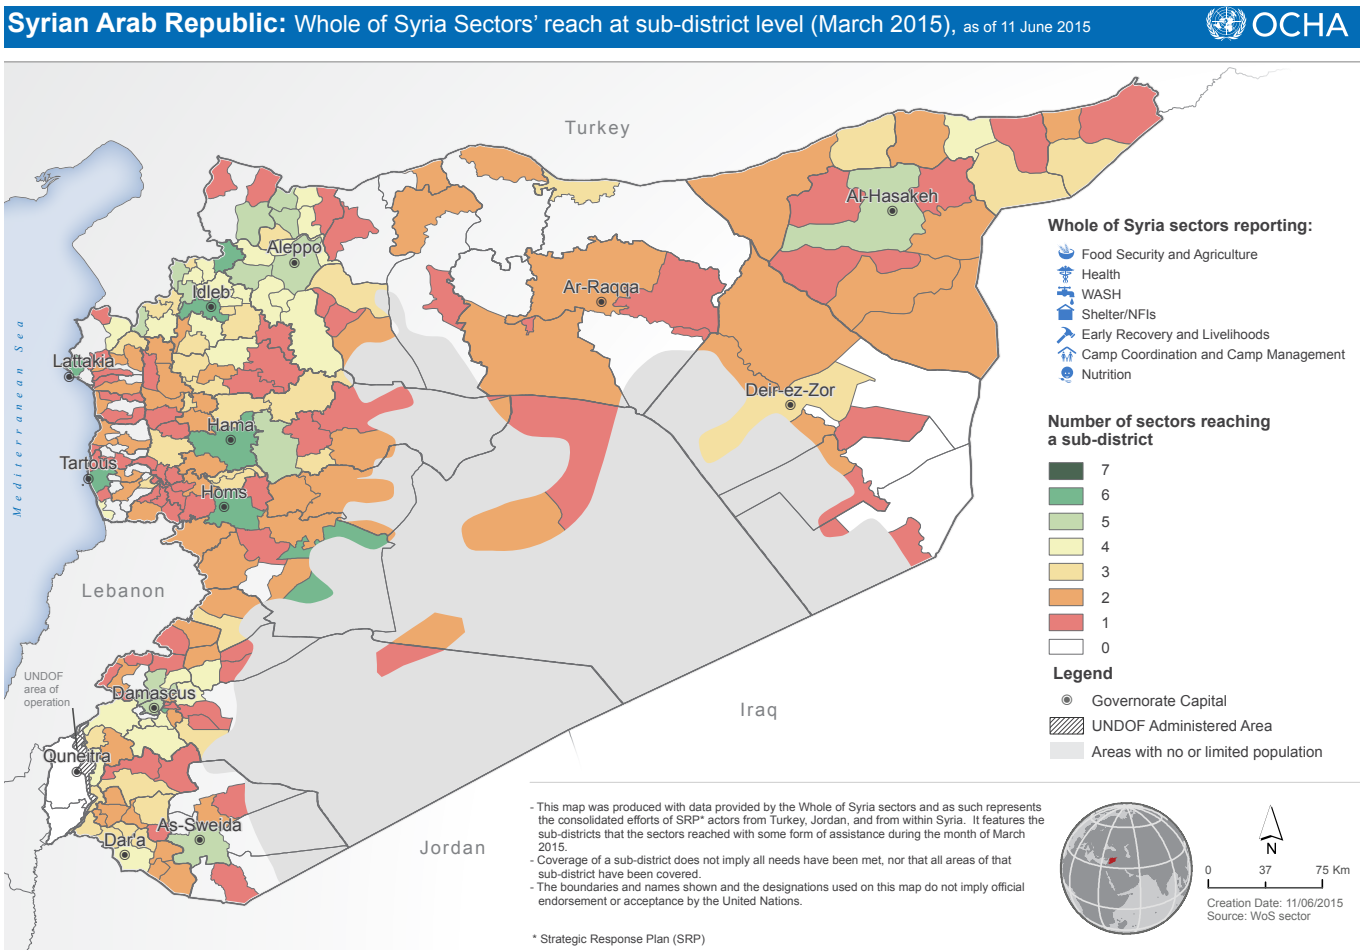 Syrian Arab Republic: Whole of Syria Sectors' reach at sub-district level (March 2015), as of 11 June 2015
OCHA
Turkey
Al-Hasakeh
Aleppo
Idleb
Ar-Raqqa
Lattakia
Deir-ez-Zor
Hama
Tartous
Homs
Mediterranean Sea
Lebanon
UNDOF
area of
operation
Damascus
Quneitra
Iraq
As-Sweida
Dar'a
Jordan
Whole of Syria sectors reporting:
Food Security and Agriculture
Health
WASH
Shelter/NFIs
Early Recovery and Livelihoods
Camp Coordination and Camp Management
Nutrition
Number of sectors reaching
a sub-district
7
6
5
4
3
2
1
0
Legend
Governorate Capital
UNDOF Administered Area
Areas with no or limited population
- This map was produced with data provided by the Whole of Syria sectors and as such represents
the consolidated efforts of SRP* actors from Turkey, Jordan, and from within Syria. It features the
sub-districts that the sectors reached with some form of assistance during the month of March
2015.
- Coverage of a sub-district does not imply all needs have been met, nor that all areas of that
sub-district have been covered.
- The boundaries and names shown and the designations used on this map do not imply official
endorsement or acceptance by the United Nations.
* Strategic Response Plan (SRP)
N
0 37 75 Km
Creation Date: 11/06/2015
Source: WoS sector